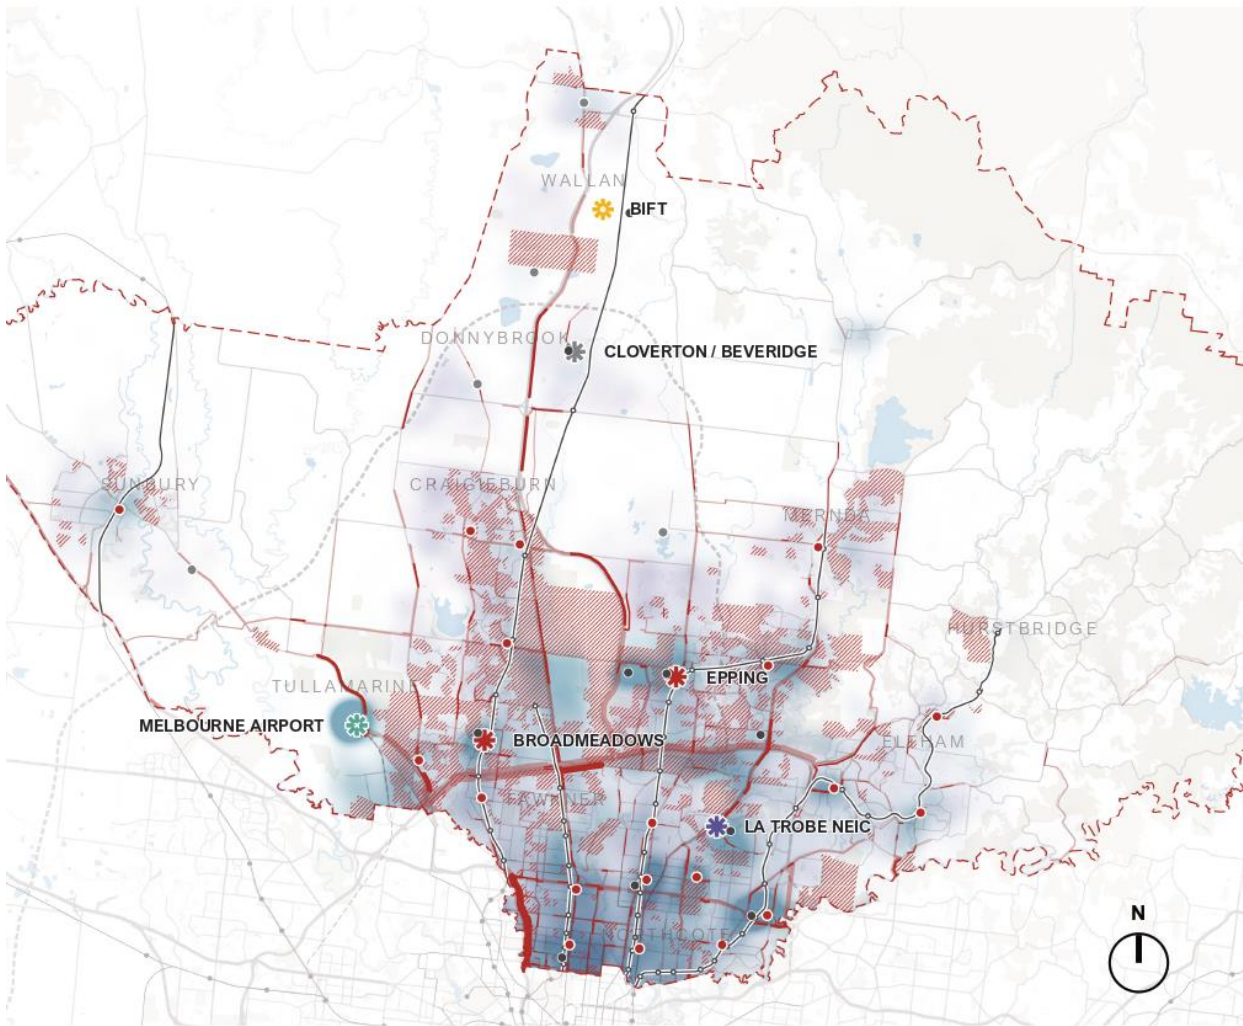 WALLAN
BIFT
DONNYBROOK
CLOVERTON / BEVERIDGE
SUNBURY
CRAIGIEBURN
MERNDA
HURSTBRIDGE
TULLAMARINE
EPPING
MELBOURNE AIRPORT
BROADMEADOWS
ELTHAM
FAWKNER
LA TROBE NEIC
NORTHCOTE
N